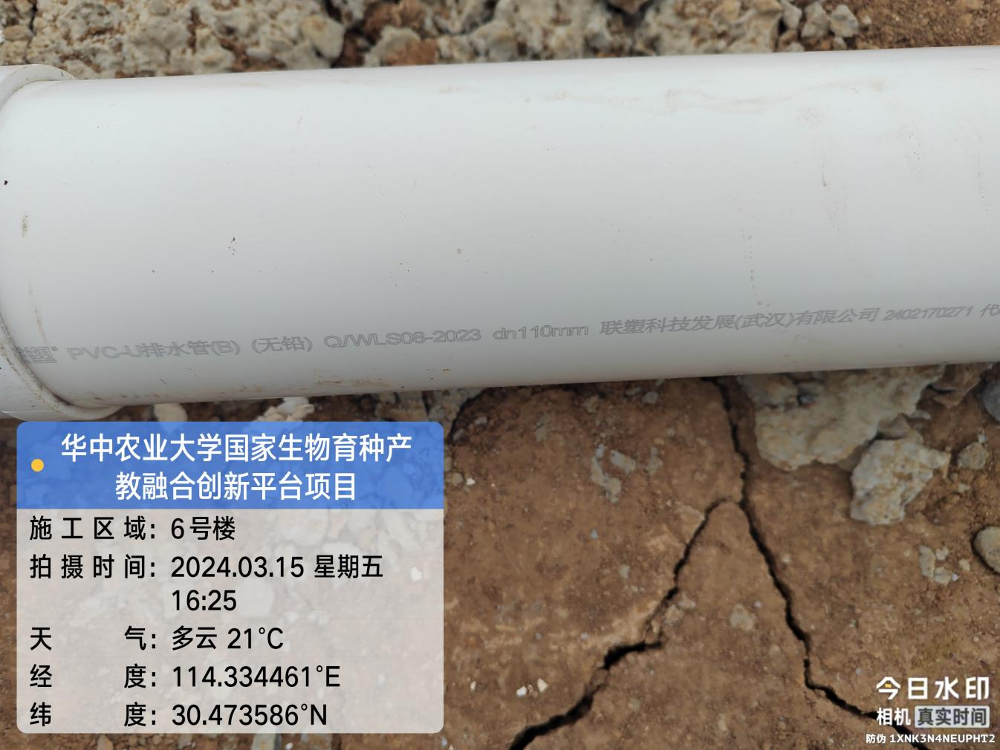 联塑® PVC-U排水管(B) (无铅) Q/WLS08-2023 dn110mm 联塑科技发展(武汉)有限公司 2402170271
华中农业大学国家生物育种产
教融合创新平台项目
施工区域: 6号楼
拍摄时间: 2024.03.15 星期五
16:25
天气: 多云 21°C
经度: 114.334461°E
纬度: 30.473586°N
今日水印
相机 真实时间
防伪 1XNK3N4NEUPHT2